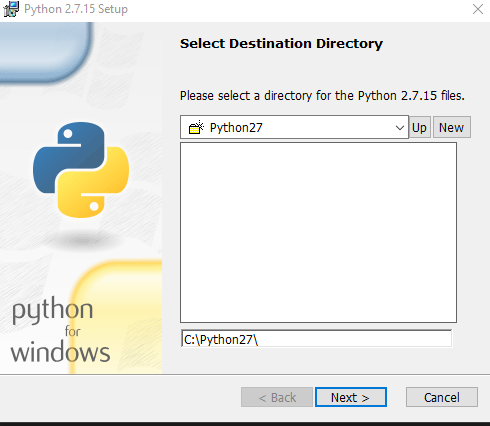 Python 2.7.15 Setup
Select Destination Directory
Please select a directory for the Python 2.7.15 files.
Python27
Up
New
C:\Python27\
python
for
windows
< Back
Next >
Cancel